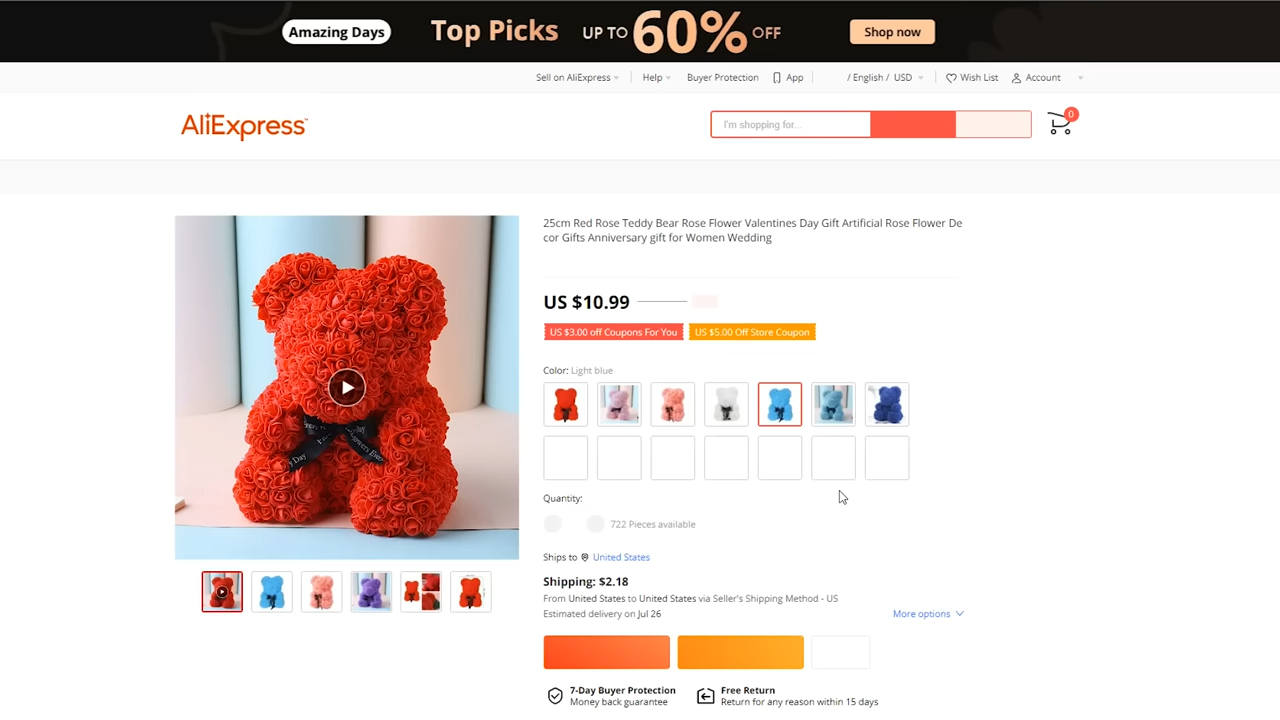 Amazing Days
Top Picks UP TO 60% OFF
Shop now
Sell on AliExpress
Help
Buyer Protection
App
/ English / USD
Wish List
Account
AliExpress
I'm shopping for...
0
25cm Red Rose Teddy Bear Rose Flower Valentines Day Gift Artificial Rose Flower De
cor Gifts Anniversary gift for Women Wedding
US $10.99
US $3.00 off Coupons For You
US $5.00 Off Store Coupon
Color: Light blue
Quantity:
722 Pieces available
Ships to United States
Shipping: $2.18
From United States to United States via Seller's Shipping Method - US
Estimated delivery on Jul 26
More options
7-Day Buyer Protection
Money back guarantee
Free Return
Return for any reason within 15 days